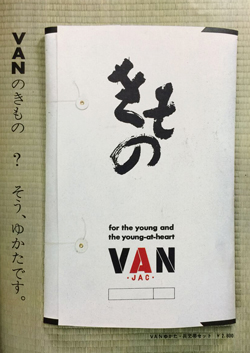 VANのきもの ? そう、ゆかたです。
きもの
for the young and
the young-at-heart
VAN
・JAC・